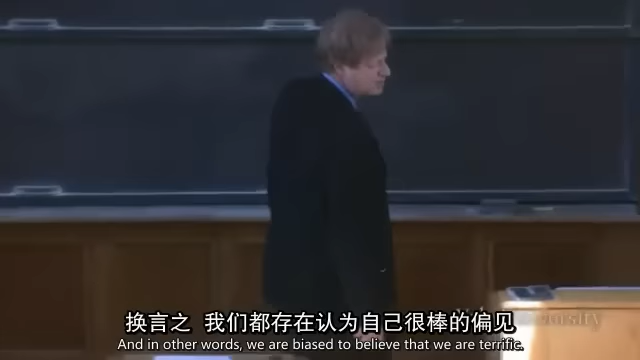 换言之 我们都存在认为自己很棒的偏见
And in other words, we are biased to believe that we are terrific.